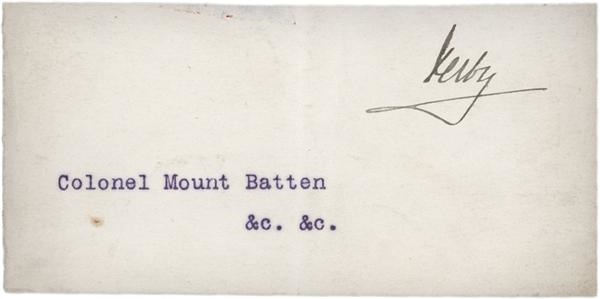 Derby
Colonel Mount Batten
&c. &c.